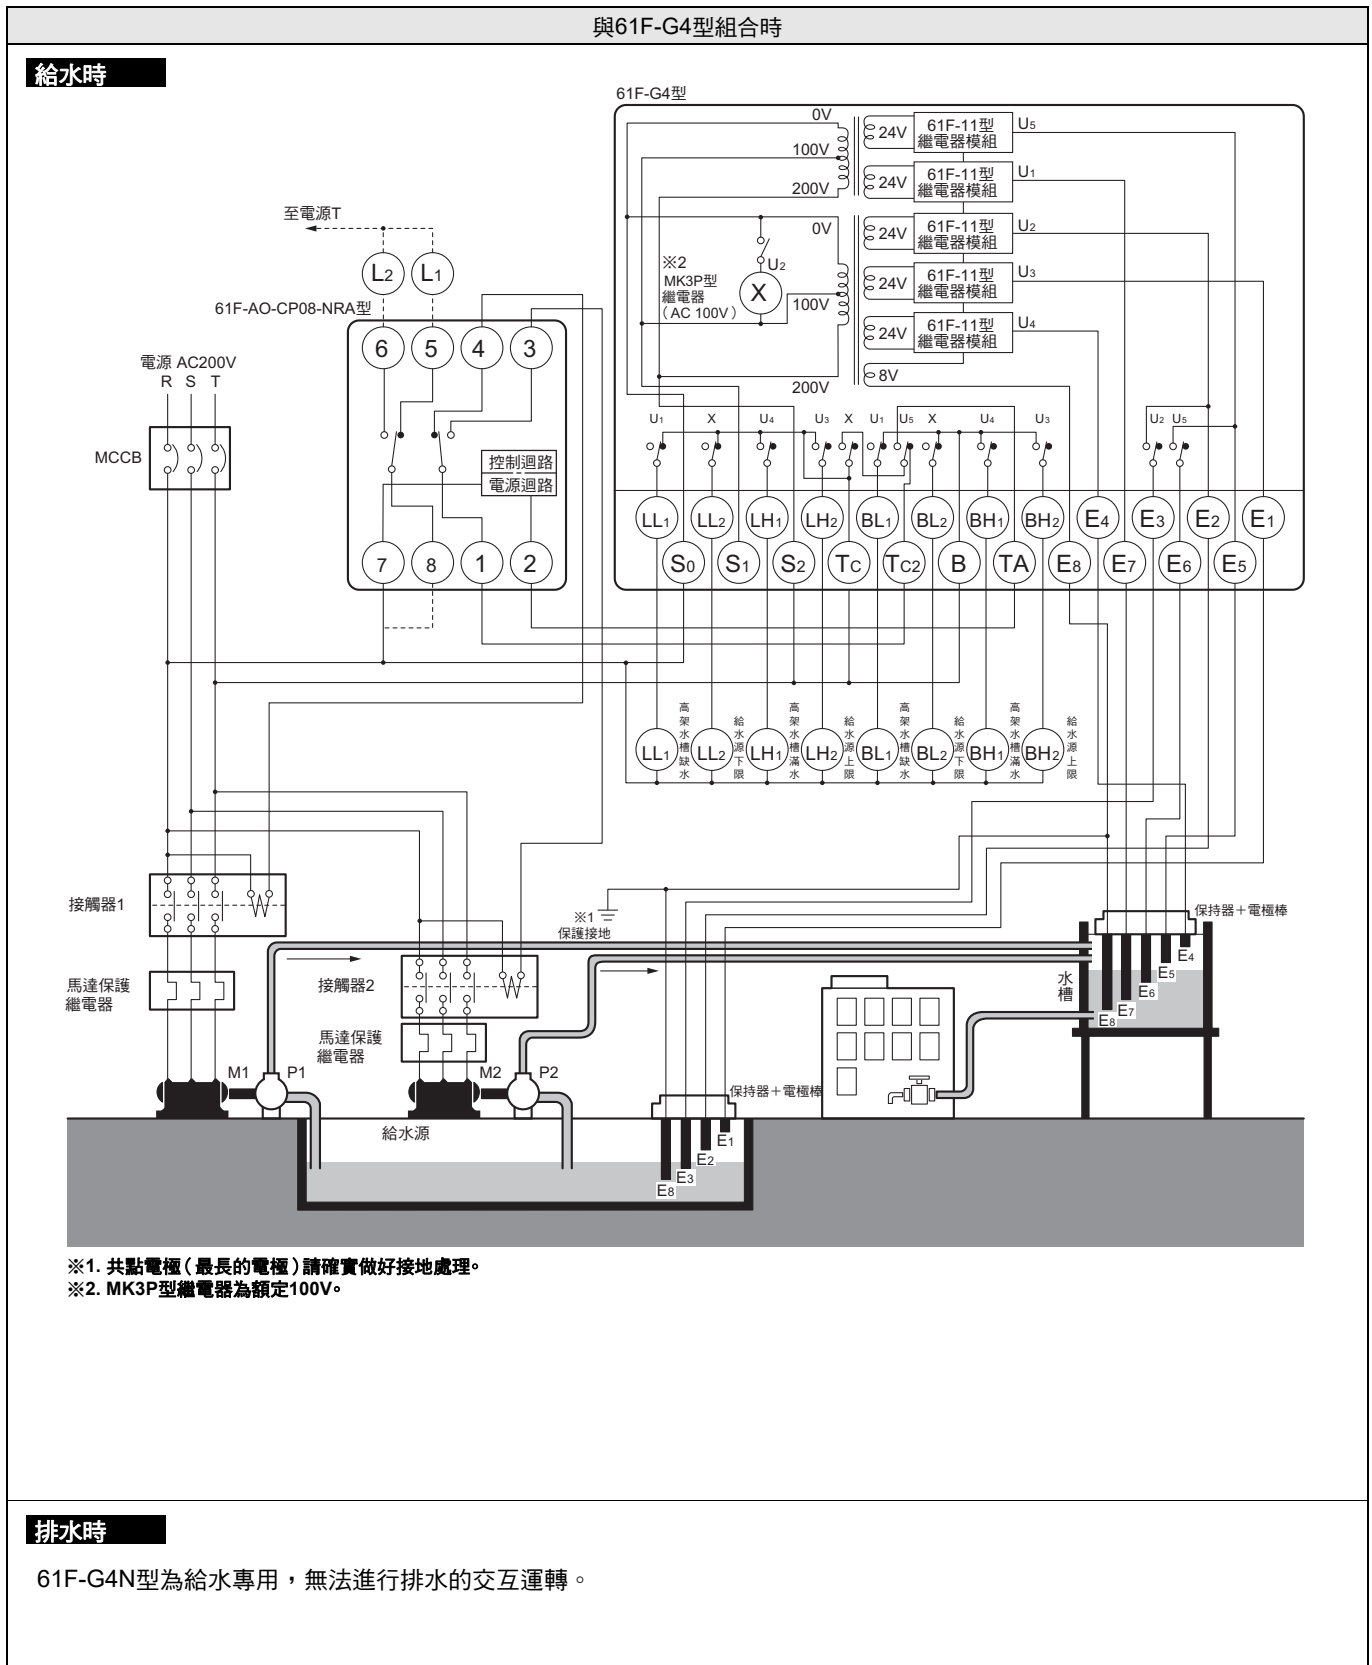 與61F-G4型組合時
給水時
61F-G4型
0V
100V
200V
24V
61F-11型
繼電器模組
U5
24V
61F-11型
繼電器模組
U1
0V
24V
61F-11型
繼電器模組
U2
24V
61F-11型
繼電器模組
U3
100V
24V
61F-11型
繼電器模組
U4
8V
200V
U2
※2
MK3P型
繼電器
（AC 100V）
X
至電源T
L2 L1
61F-AO-CP08-NRA型
6 5 4 3
控制迴路
電源迴路
7 8 1 2
電源 AC200V
R S T
MCCB
U1 X U4 U3 X U1 U5 X U4 U3 U2 U5
LL1 LL2 LH1 LH2 BL1 BL2 BH1 BH2 E4 E3 E2 E1
S0 S1 S2 TC TC2 B TA E8 E7 E6 E5
LL1 LL2 LH1 LH2 BL1 BL2 BH1 BH2
高架水槽缺水
給水源下限
高架水槽滿水
給水源上限
高架水槽缺水
給水源下限
高架水槽滿水
給水源上限
接觸器1
馬達保護
繼電器
M1 P1
接觸器2
馬達保護
繼電器
M2 P2
※1
保護接地
保持器＋電極棒
水槽
E4
E5
E6
E7
E8
保持器＋電極棒
給水源
E1
E2
E3
E8
※1. 共點電極（最長的電極）請確實做好接地處理。
※2. MK3P型繼電器為額定100V。
排水時
61F-G4N型為給水專用，無法進行排水的交互運轉。